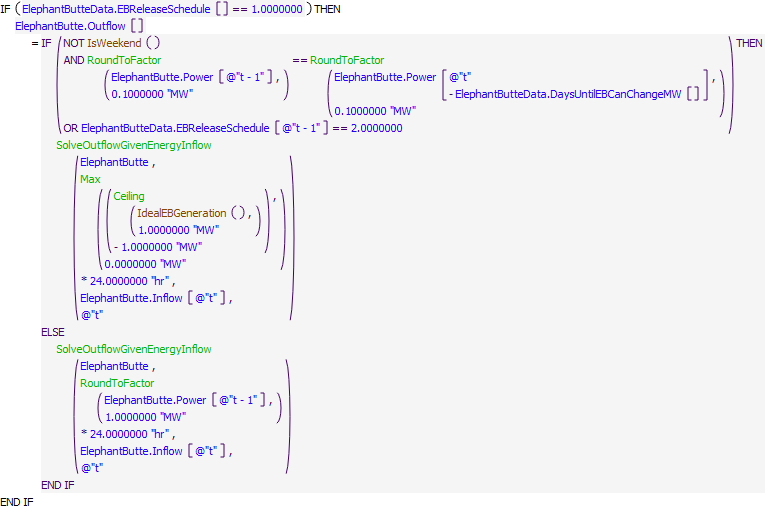 IF ( ElephantButteData.EBReleaseSchedule [ ] == 1.0000000 ) THEN
ElephantButte.Outflow [ ]
= IF ( NOT IsWeekend ( ) THEN
AND RoundToFactor == RoundToFactor
( ElephantButte.Power [ @"t - 1" ] , ( ElephantButte.Power [ @"t"
0.1000000 "MW" ) - ElephantButteData.DaysUntilEBCanChangeMW [ ] ] ,
0.1000000 "MW" )
OR ElephantButteData.EBReleaseSchedule [ @"t - 1" ] == 2.0000000 )
SolveOutflowGivenEnergyInflow
( ElephantButte ,
Max
( ( Ceiling
( IdealEBGeneration ( ) ,
1.0000000 "MW" )
- 1.0000000 "MW" ) ,
0.0000000 "MW" )
* 24.0000000 "hr" ,
ElephantButte.Inflow [ @"t" ] ,
@"t" )
ELSE
SolveOutflowGivenEnergyInflow
( ElephantButte ,
RoundToFactor
( ElephantButte.Power [ @"t - 1" ] ,
1.0000000 "MW" )
* 24.0000000 "hr" ,
ElephantButte.Inflow [ @"t" ] ,
@"t" )
END IF
END IF